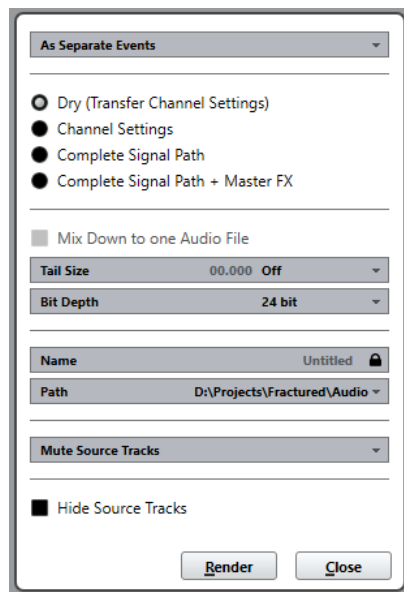 As Separate Events
Dry (Transfer Channel Settings)
Channel Settings
Complete Signal Path
Complete Signal Path + Master FX
Mix Down to one Audio File
Tail Size 00.000 Off
Bit Depth 24 bit
Name Untitled
Path D:\Projects\Fractured\Audio
Mute Source Tracks
Hide Source Tracks
Render Close